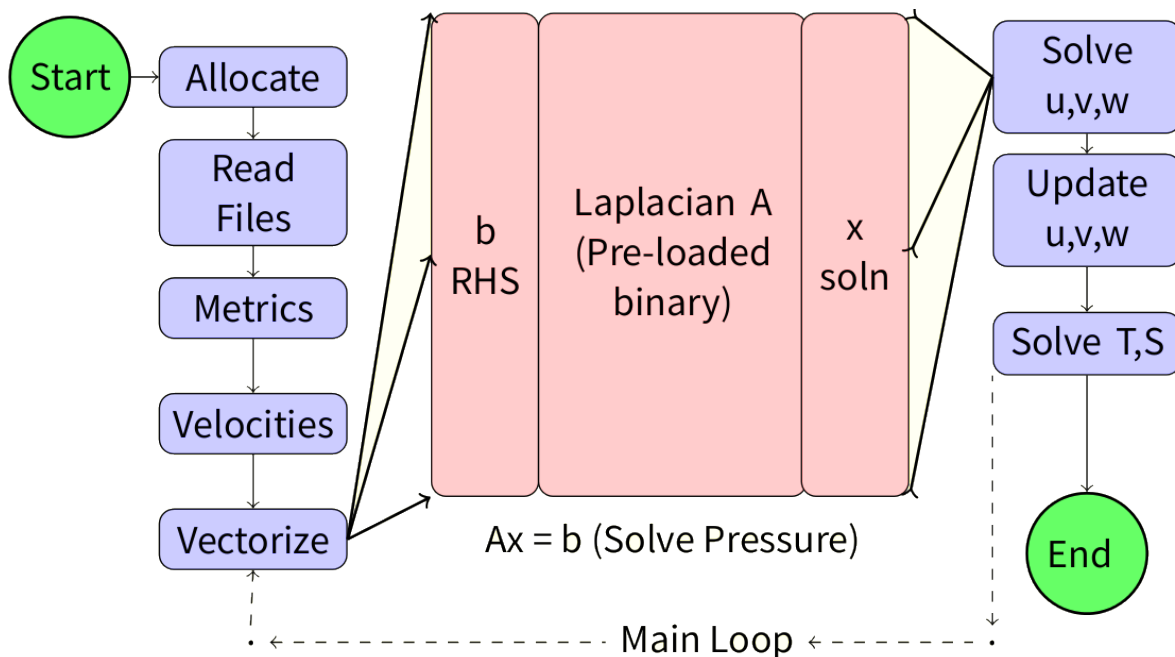 Start
Allocate
Read
Files
Metrics
Velocities
Vectorize
b
RHS
Laplacian A
(Pre-loaded
binary)
x
soln
Ax = b (Solve Pressure)
Solve
u,v,w
Update
u,v,w
Solve T,S
End
Main Loop